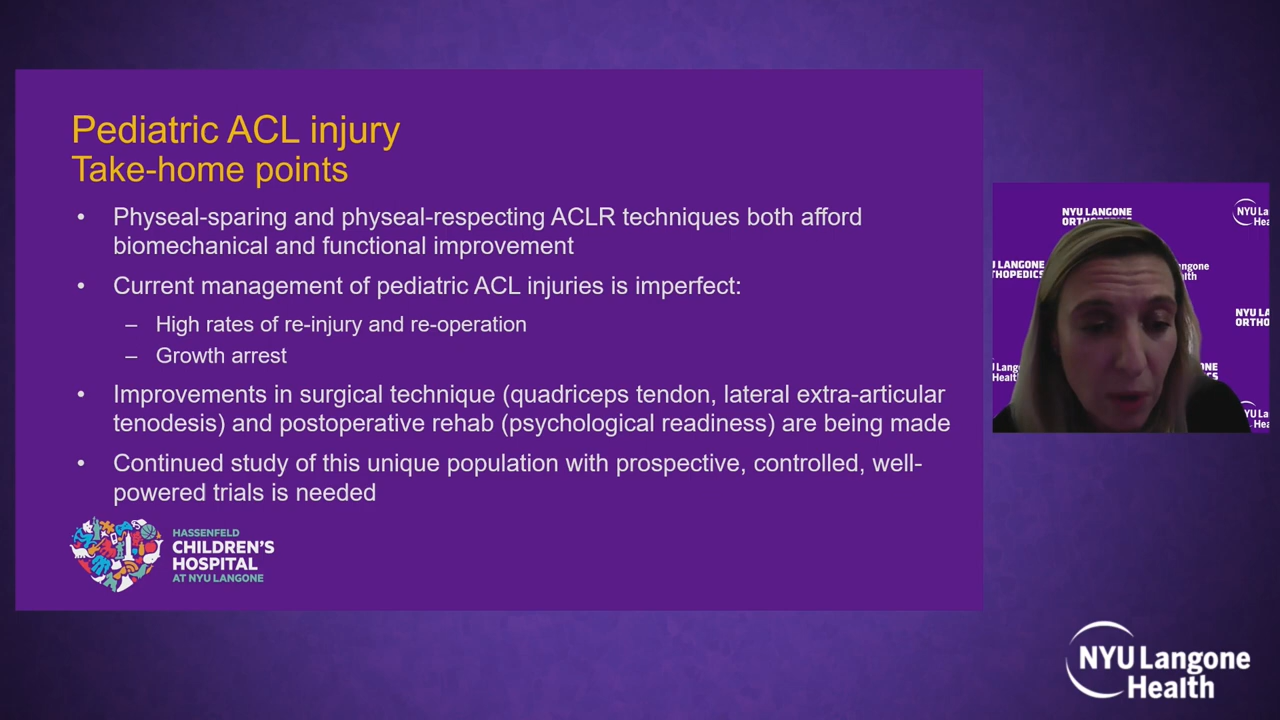 Pediatric ACL injury
Take-home points
• Physeal-sparing and physeal-respecting ACLR techniques both afford
biomechanical and functional improvement
• Current management of pediatric ACL injuries is imperfect:
– High rates of re-injury and re-operation
– Growth arrest
• Improvements in surgical technique (quadriceps tendon, lateral extra-articular
tenodesis) and postoperative rehab (psychological readiness) are being made
• Continued study of this unique population with prospective, controlled, well-
powered trials is needed
HASSENFELD
CHILDREN'S
HOSPITAL
AT NYU LANGONE
NYU LANGONE
NYU Langone
Health